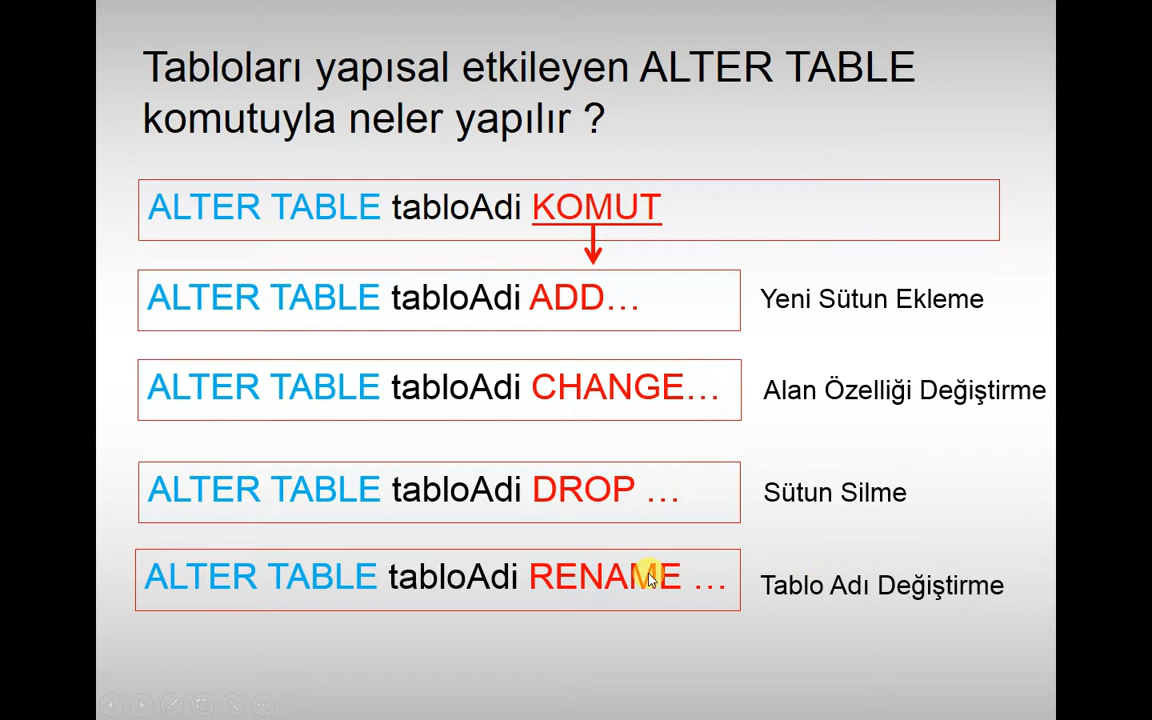 Tabloları yapısal etkileyen ALTER TABLE
komutuyla neler yapılır ?
ALTER TABLE tabloAdi KOMUT
ALTER TABLE tabloAdi ADD...
Yeni Sütun Ekleme
ALTER TABLE tabloAdi CHANGE...
Alan Özelliği Değiştirme
ALTER TABLE tabloAdi DROP ...
Sütun Silme
ALTER TABLE tabloAdi RENAME ...
Tablo Adı Değiştirme